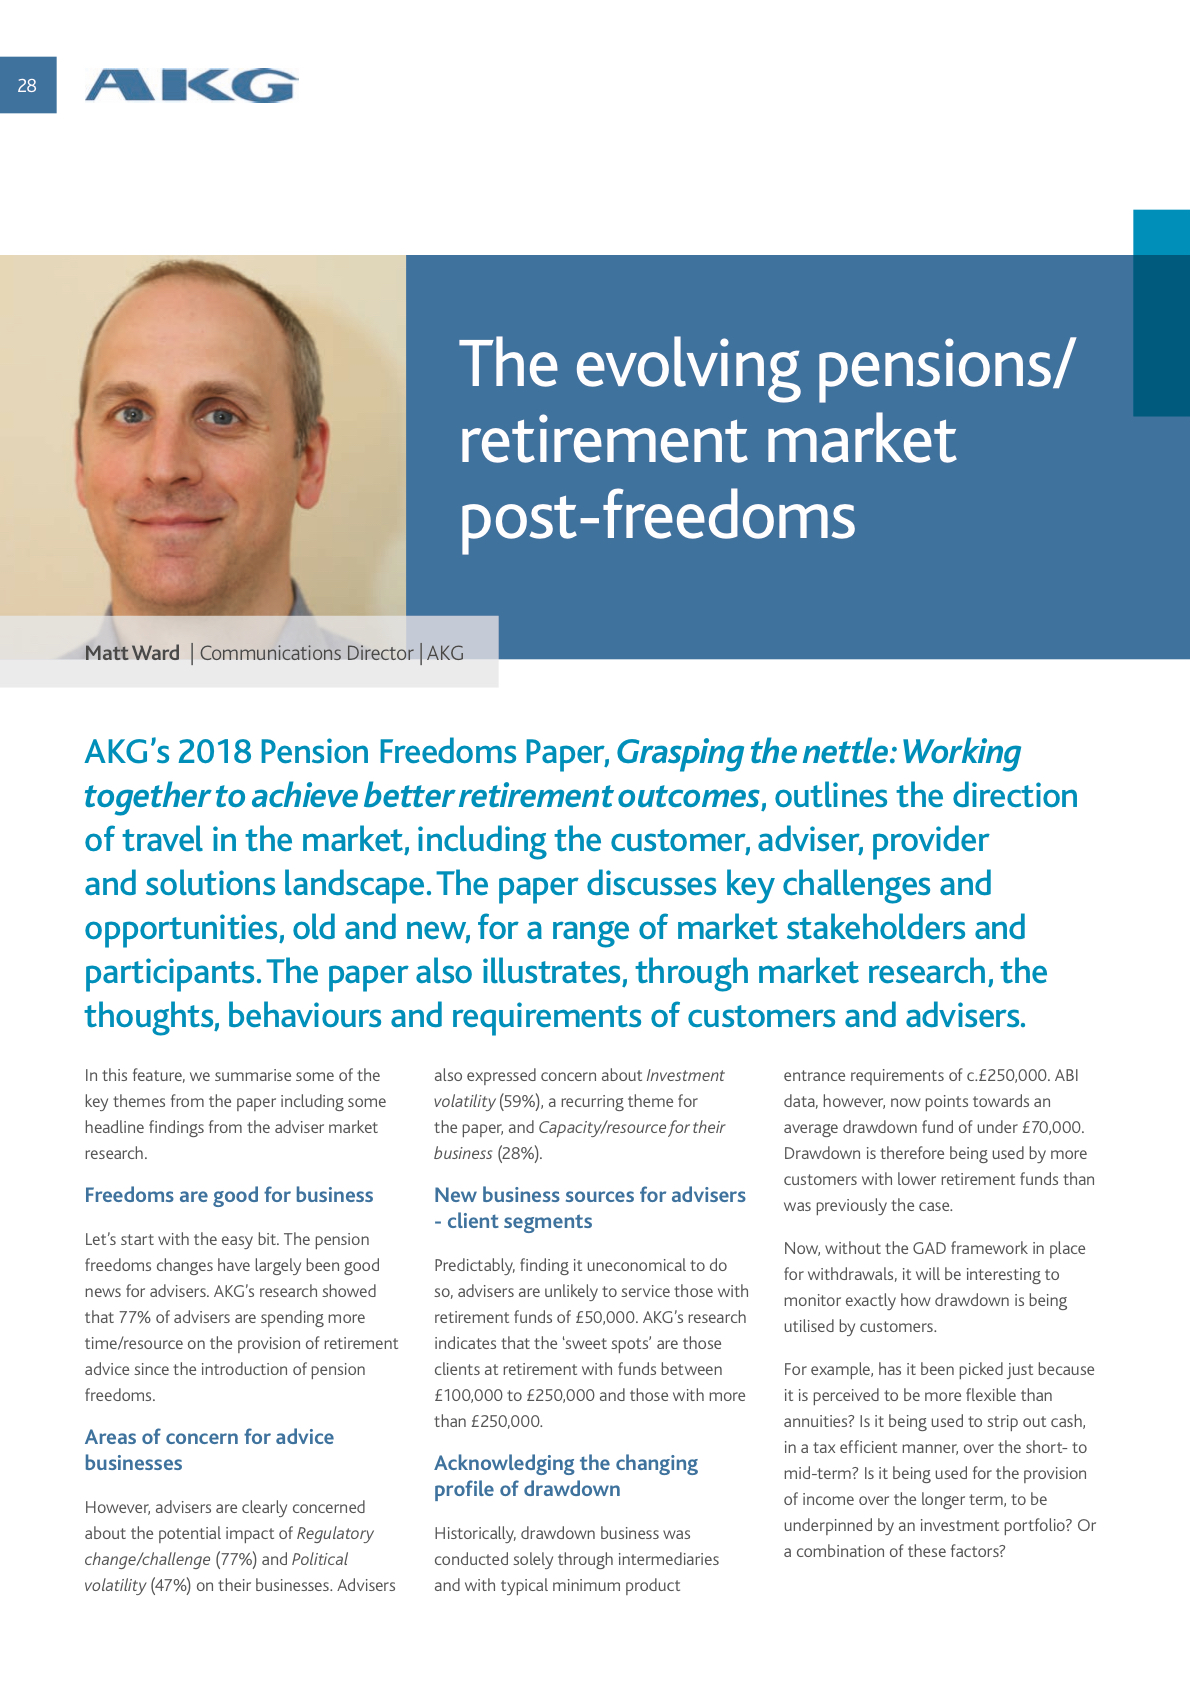 28
AKG
The evolving pensions/
retirement market
post-freedoms
Matt Ward | Communications Director | AKG
AKG’s 2018 Pension Freedoms Paper, Grasping the nettle: Working
together to achieve better retirement outcomes, outlines the direction
of travel in the market, including the customer, adviser, provider
and solutions landscape. The paper discusses key challenges and
opportunities, old and new, for a range of market stakeholders and
participants. The paper also illustrates, through market research, the
thoughts, behaviours and requirements of customers and advisers.
In this feature, we summarise some of the
key themes from the paper including some
headline findings from the adviser market
research.
Freedoms are good for business
Let’s start with the easy bit. The pension
freedoms changes have largely been good
news for advisers. AKG’s research showed
that 77% of advisers are spending more
time/resource on the provision of retirement
advice since the introduction of pension
freedoms.
Areas of concern for advice
businesses
However, advisers are clearly concerned
about the potential impact of Regulatory
change/challenge (77%) and Political
volatility (47%) on their businesses. Advisers
also expressed concern about Investment
volatility (59%), a recurring theme for
the paper, and Capacity/resource for their
business (28%).
New business sources for advisers
- client segments
Predictably, finding it uneconomical to do
so, advisers are unlikely to service those with
retirement funds of £50,000. AKG’s research
indicates that the ‘sweet spots’ are those
clients at retirement with funds between
£100,000 to £250,000 and those with more
than £250,000.
Acknowledging the changing
profile of drawdown
Historically, drawdown business was
conducted solely through intermediaries
and with typical minimum product
entrance requirements of c.£250,000. ABI
data, however, now points towards an
average drawdown fund of under £70,000.
Drawdown is therefore being used by more
customers with lower retirement funds than
was previously the case.
Now, without the GAD framework in place
for withdrawals, it will be interesting to
monitor exactly how drawdown is being
utilised by customers.
For example, has it been picked just because
it is perceived to be more flexible than
annuities? Is it being used to strip out cash,
in a tax efficient manner, over the short- to
mid-term? Is it being used for the provision
of income over the longer term, to be
underpinned by an investment portfolio? Or
a combination of these factors?